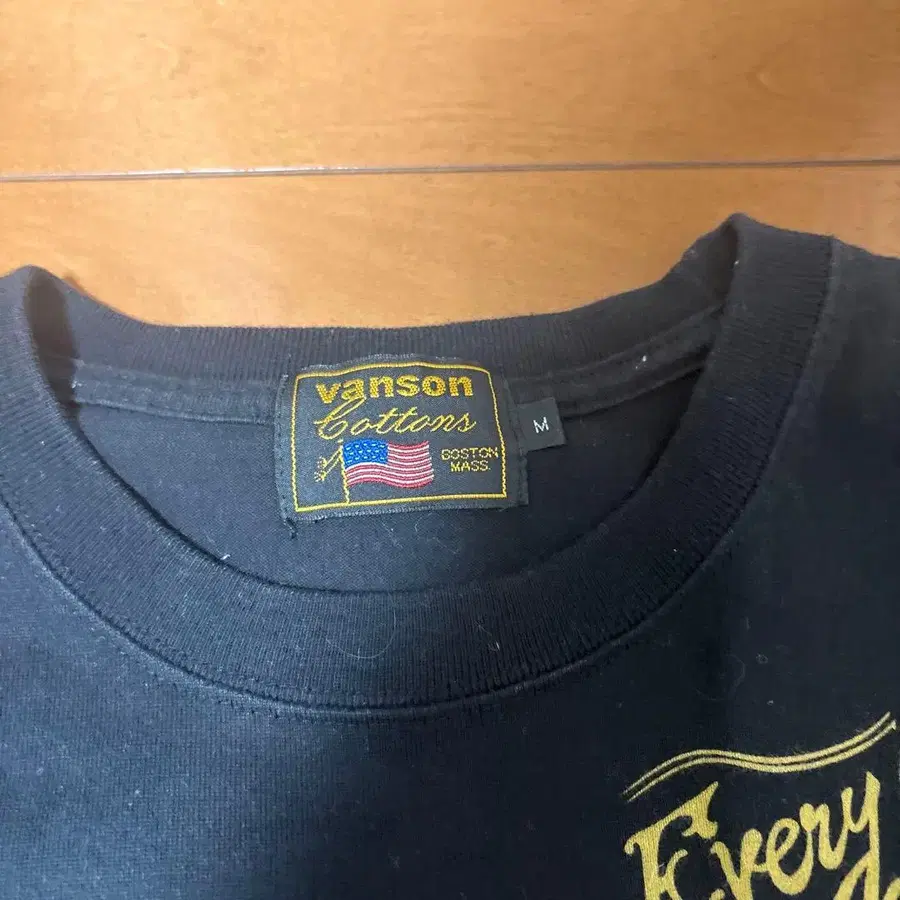 vanson
Cottons
BOSTON
MASS.
M
Every